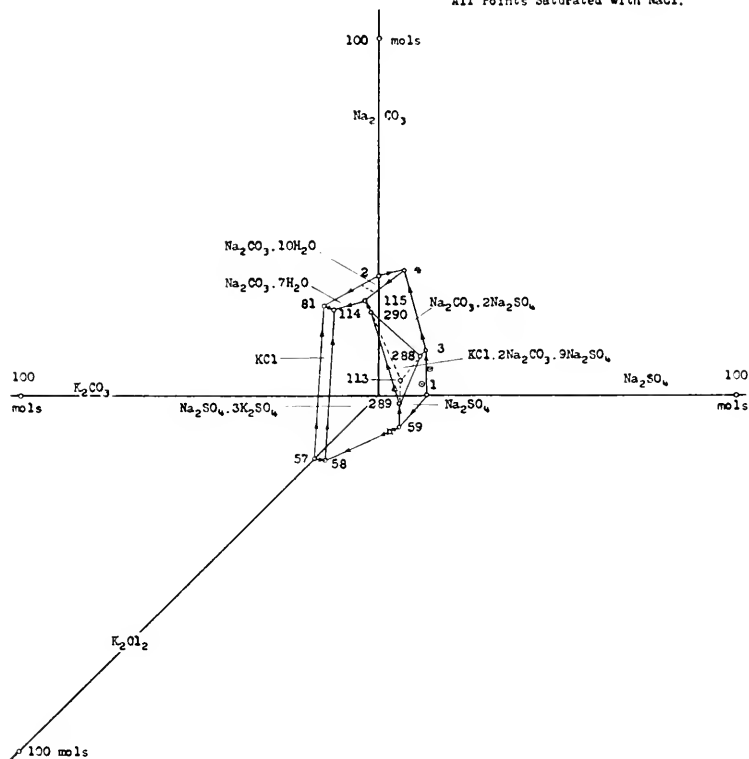 All Points Saturated with NaCl.
100 mols
Na₂CO₃
Na₂CO₃.10H₂O
2
4
Na₂CO₃.7H₂O
81
114
115
290
Na₂CO₃.2Na₂SO₄
3
KCl
288
KCl.2Na₂CO₃.9Na₂SO₄
100
mols
K₂CO₃
113
1
Na₂SO₄
100
mols
Na₂SO₄.3K₂SO₄
289
Na₂SO₄
59
57
58
K₂Cl₂
100 mols